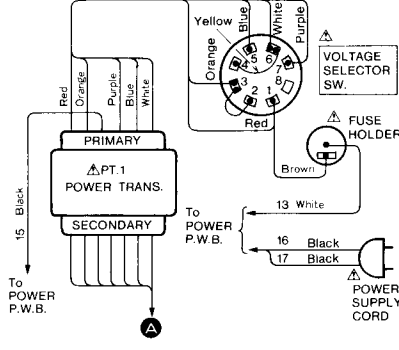 Yellow
Blue
White
Purple
Orange
5
6
4
7
3
8
2
1
Red
VOLTAGE
SELECTOR
SW.
Red
Orange
Purple
Blue
White
FUSE
HOLDER
PRIMARY
PT.1
POWER TRANS.
SECONDARY
Brown
15 Black
13 White
To
POWER
P.W.B.
16 Black
17 Black
To
POWER
P.W.B.
POWER
SUPPLY
CORD
A